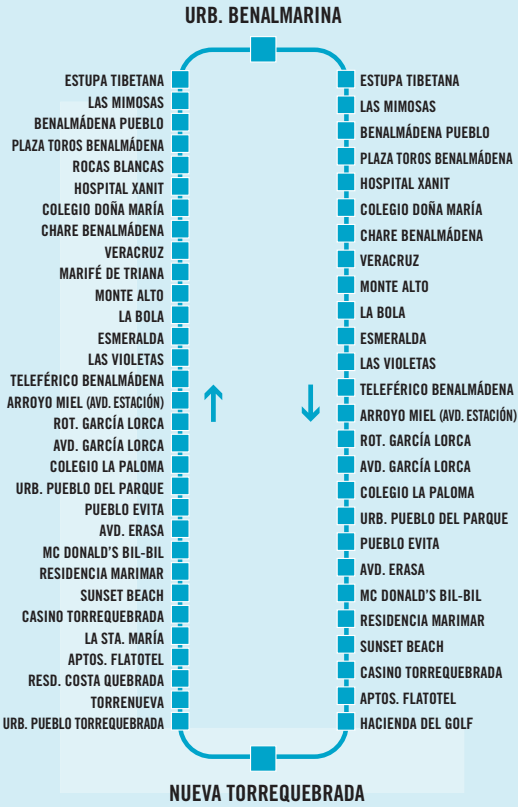 URB. BENALMARINA
ESTUPA TIBETANA
LAS MIMOSAS
BENALMÁDENA PUEBLO
PLAZA TOROS BENALMÁDENA
ROCAS BLANCAS
HOSPITAL XANIT
COLEGIO DOÑA MARÍA
CHARE BENALMÁDENA
VERACRUZ
MARIFÉ DE TRIANA
MONTE ALTO
LA BOLA
ESMERALDA
LAS VIOLETAS
TELEFÉRICO BENALMÁDENA
ARROYO MIEL (AVD. ESTACIÓN)
ROT. GARCÍA LORCA
AVD. GARCÍA LORCA
COLEGIO LA PALOMA
URB. PUEBLO DEL PARQUE
PUEBLO EVITA
AVD. ERASA
MC DONALD'S BIL-BIL
RESIDENCIA MARIMAR
SUNSET BEACH
CASINO TORREQUEBRADA
LA STA. MARÍA
APTOS. FLATOTEL
RESD. COSTA QUEBRADA
TORRENUEVA
URB. PUEBLO TORREQUEBRADA
ESTUPA TIBETANA
LAS MIMOSAS
BENALMÁDENA PUEBLO
PLAZA TOROS BENALMÁDENA
HOSPITAL XANIT
COLEGIO DOÑA MARÍA
CHARE BENALMÁDENA
VERACRUZ
MONTE ALTO
LA BOLA
ESMERALDA
LAS VIOLETAS
TELEFÉRICO BENALMÁDENA
ARROYO MIEL (AVD. ESTACIÓN)
ROT. GARCÍA LORCA
AVD. GARCÍA LORCA
COLEGIO LA PALOMA
URB. PUEBLO DEL PARQUE
PUEBLO EVITA
AVD. ERASA
MC DONALD'S BIL-BIL
RESIDENCIA MARIMAR
SUNSET BEACH
CASINO TORREQUEBRADA
APTOS. FLATOTEL
HACIENDA DEL GOLF
NUEVA TORREQUEBRADA